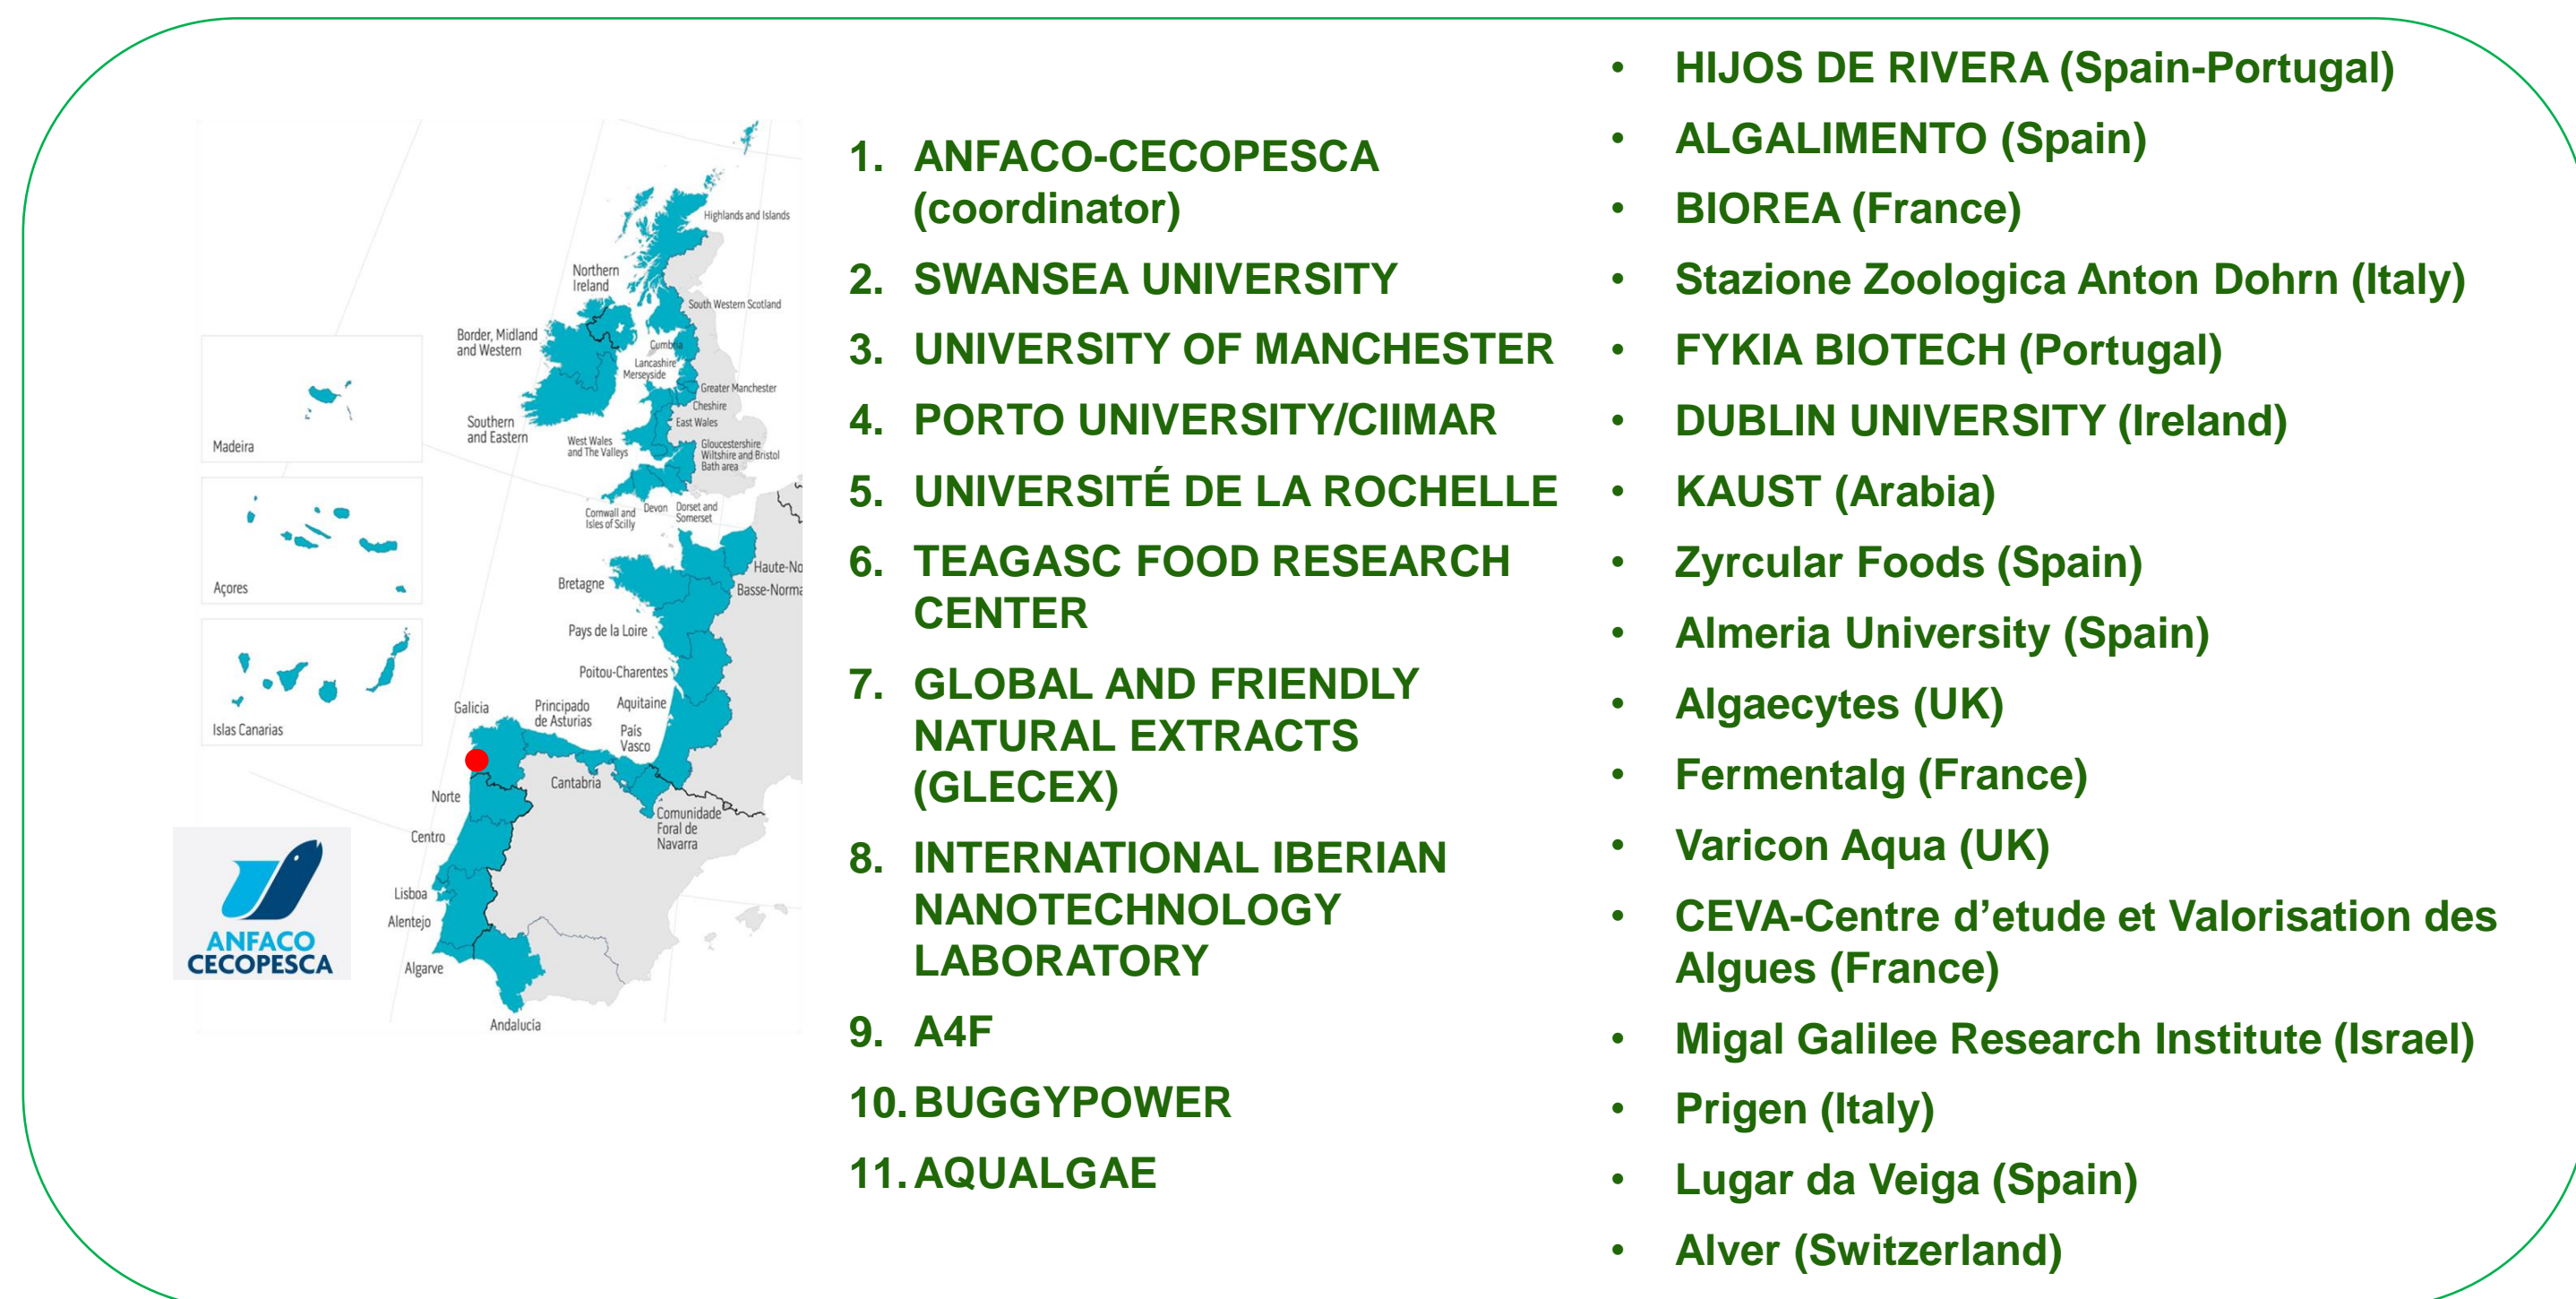 Highlands and Islands
Northern
Ireland
South Western Scotland
Border, Midland
and Western
Cumbria
Lancashire
Merseyside
Greater Manchester
Cheshire
East Wales
Southern
and Eastern
West Wales
and The Valleys
Gloucestershire
Wiltshire and Bristol
Bath area
Cornwall and
Isles of Scilly
Devon
Dorset and
Somerset
Madeira
Açores
Islas Canarias
Haute-No
Basse-Norma
Bretagne
Pays de la Loire
Poitou-Charentes
Aquitaine
Galicia
Principado
de Asturias
País
Vasco
Cantabria
Comunidade
Foral de
Navarra
Norte
Centro
Lisboa
Alentejo
Algarve
Andalucía
ANFACO
CECOPESCA
1. ANFACO-CECOPESCA
(coordinator)
2. SWANSEA UNIVERSITY
3. UNIVERSITY OF MANCHESTER
4. PORTO UNIVERSITY/CIIMAR
5. UNIVERSITÉ DE LA ROCHELLE
6. TEAGASC FOOD RESEARCH
CENTER
7. GLOBAL AND FRIENDLY
NATURAL EXTRACTS
(GLECEX)
8. INTERNATIONAL IBERIAN
NANOTECHNOLOGY
LABORATORY
9. A4F
10. BUGGYPOWER
11. AQUALGAE
• HIJOS DE RIVERA (Spain-Portugal)
• ALGALIMENTO (Spain)
• BIOREA (France)
• Stazione Zoologica Anton Dohrn (Italy)
• FYKIA BIOTECH (Portugal)
• DUBLIN UNIVERSITY (Ireland)
• KAUST (Arabia)
• Zyrcular Foods (Spain)
• Almeria University (Spain)
• Algaecytes (UK)
• Fermentalg (France)
• Varicon Aqua (UK)
• CEVA-Centre d’etude et Valorisation des
Algues (France)
• Migal Galilee Research Institute (Israel)
• Prigen (Italy)
• Lugar da Veiga (Spain)
• Alver (Switzerland)